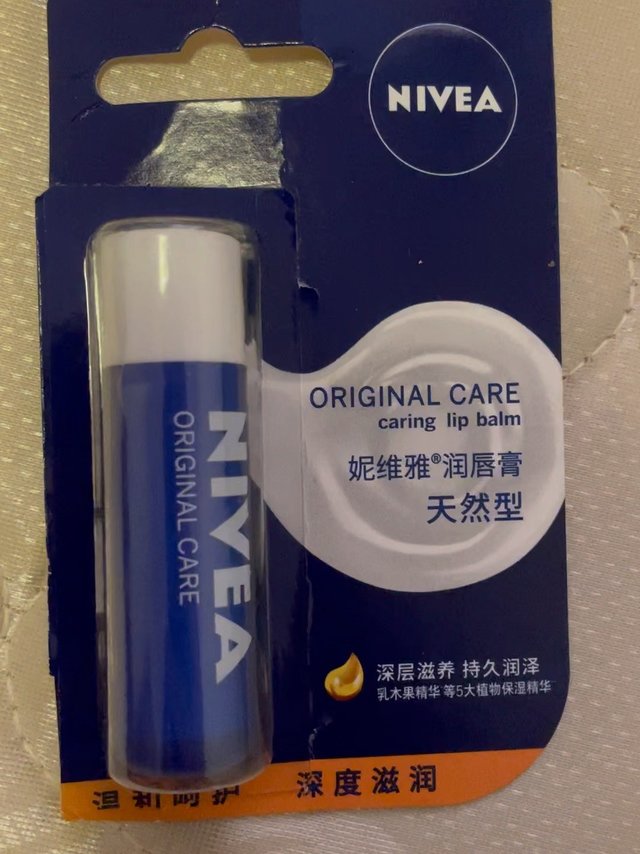 NIVEA
ORIGINAL CARE
caring lip balm
妮维雅®润唇膏
天然型
NIVEA
ORIGINAL CARE
深层滋养 持久润泽
乳木果精华 等5大植物保湿精华
深度滋润